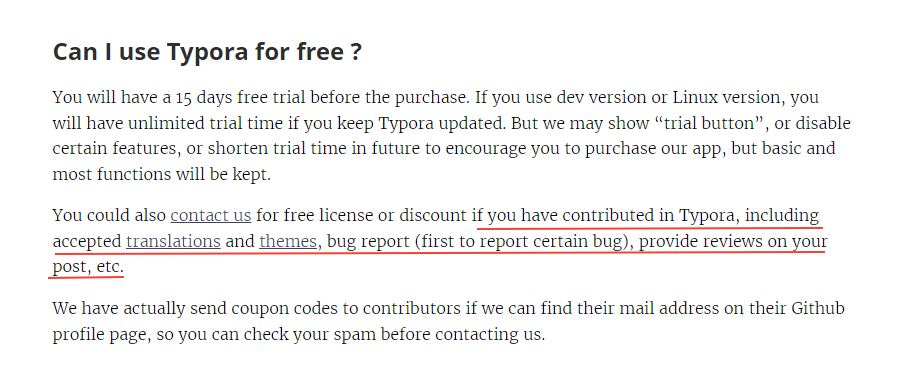 Can I use Typora for free ?
You will have a 15 days free trial before the purchase. If you use dev version or Linux version, you
will have unlimited trial time if you keep Typora updated. But we may show “trial button”, or disable
certain features, or shorten trial time in future to encourage you to purchase our app, but basic and
most functions will be kept.
You could also contact us for free license or discount if you have contributed in Typora, including
accepted translations and themes, bug report (first to report certain bug), provide reviews on your
post, etc.
We have actually send coupon codes to contributors if we can find their mail address on their Github
profile page, so you can check your spam before contacting us.